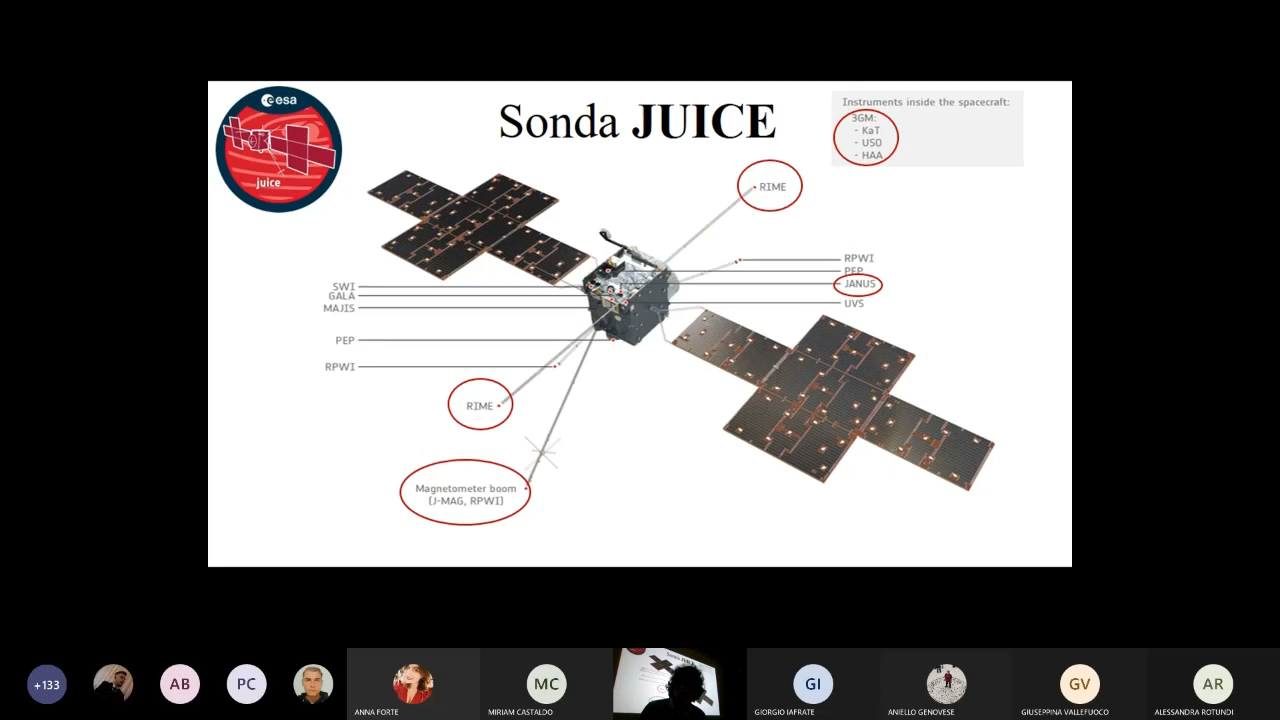 esa
juice
Sonda JUICE
Instruments inside the spacecraft:
3GM:
- KaT
- USO
- HAA
RIME
RPWI
PEP
JANUS
UVS
SWI
GALA
MAJIS
PEP
RPWI
RIME
Magnetometer boom
(J-MAG, RPWI)
+133
AB
PC
ANNA FORTE
MC
MIRIAM CASTALDO
GI
GIORGIO IAFRATE
ANIELLO GENOVESE
GV
GIUSEPPINA VALLEFUOCO
AR
ALESSANDRA ROTUNDI